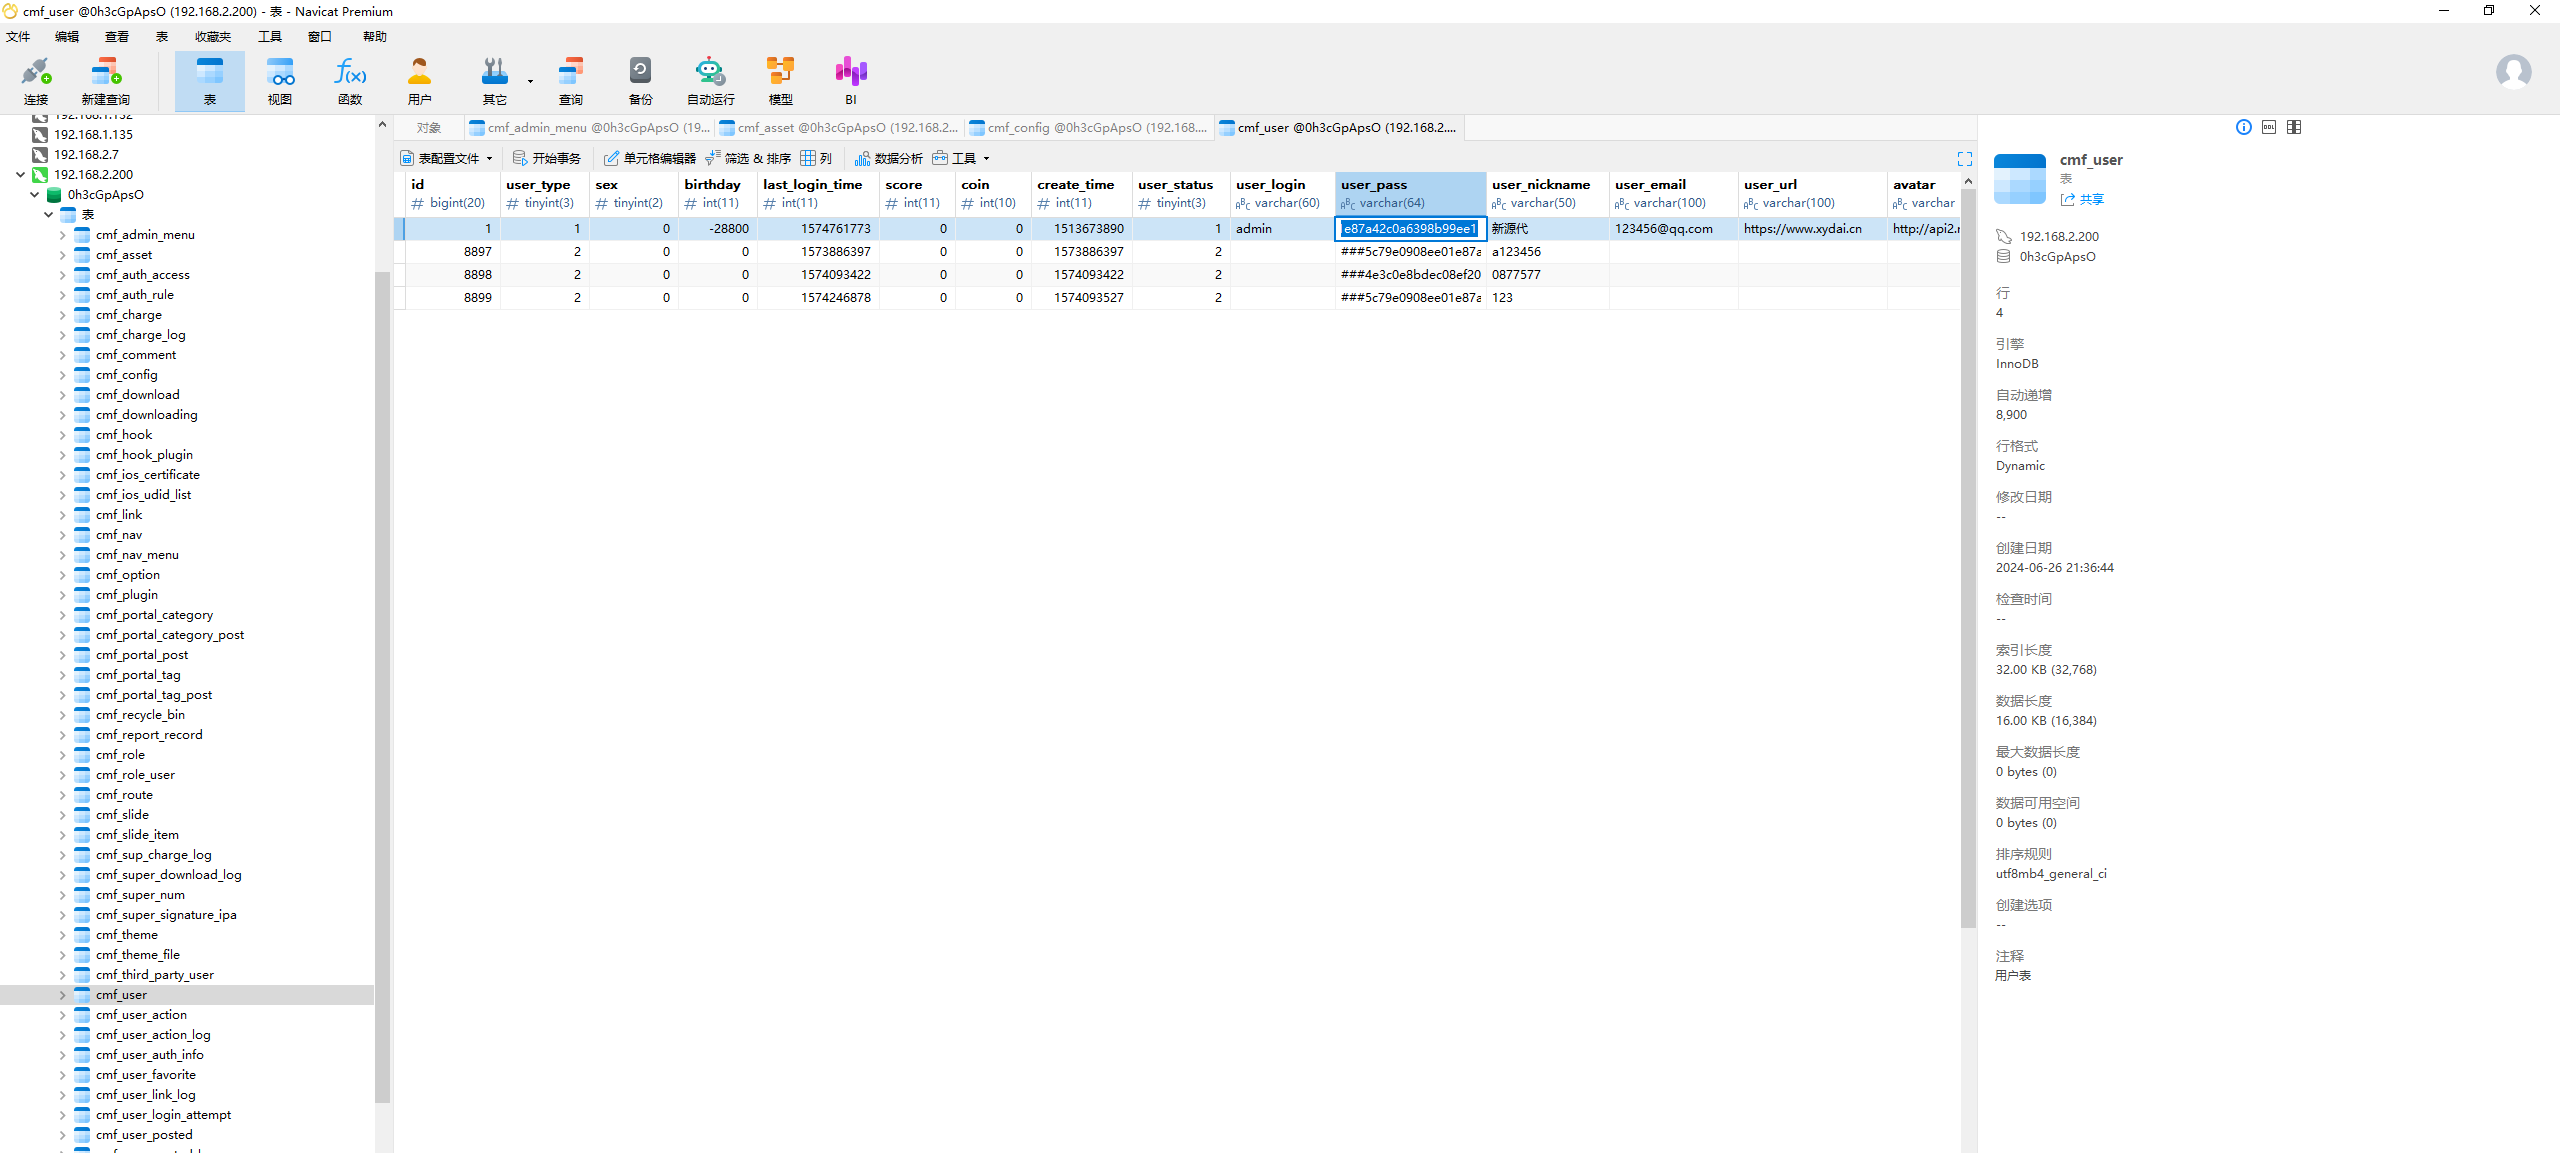 cmf_user @0h3cGpApsO (192.168.2.200) - 表 - Navicat Premium
文件 编辑 查看 表 收藏夹 工具 窗口 帮助
连接 新建查询 表 视图 函数 用户 其它 查询 备份 自动运行 模型 BI
192.168.1.132
192.168.1.135
192.168.2.7
192.168.2.200
0h3cGpApsO
表
cmf_admin_menu
cmf_asset
cmf_auth_access
cmf_auth_rule
cmf_charge
cmf_charge_log
cmf_comment
cmf_config
cmf_download
cmf_downloading
cmf_hook
cmf_hook_plugin
cmf_ios_certificate
cmf_ios_udid_list
cmf_link
cmf_nav
cmf_nav_menu
cmf_option
cmf_plugin
cmf_portal_category
cmf_portal_category_post
cmf_portal_post
cmf_portal_tag
cmf_portal_tag_post
cmf_recycle_bin
cmf_report_record
cmf_role
cmf_role_user
cmf_route
cmf_slide
cmf_slide_item
cmf_sup_charge_log
cmf_super_download_log
cmf_super_num
cmf_super_signature_ipa
cmf_theme
cmf_theme_file
cmf_third_party_user
cmf_user
cmf_user_action
cmf_user_action_log
cmf_user_auth_info
cmf_user_favorite
cmf_user_link_log
cmf_user_login_attempt
cmf_user_posted
对象 cmf_admin_menu @0h3cGpApsO (19... cmf_asset @0h3cGpApsO (192.168.2... cmf_config @0h3cGpApsO (192.168.... cmf_user @0h3cGpApsO (192.168.2....
表配置文件 开始事务 单元格编辑器 筛选 & 排序 列 数据分析 工具
id user_type sex birthday last_login_time score coin create_time user_status user_login user_pass user_nickname user_email user_url avatar
# bigint(20) # tinyint(3) # tinyint(2) # int(11) # int(11) # int(11) # int(10) # int(11) # tinyint(3) ABC varchar(60) ABC varchar(64) ABC varchar(50) ABC varchar(100) ABC varchar(100) ABC varchar
1 1 0 -28800 1574761773 0 0 1513673890 1 admin e87a42c0a6398b99ee1 新源代 123456@qq.com https://www.xydai.cn http://api2.r
8897 2 0 0 1573886397 0 0 1573886397 2 ###5c79e0908ee01e87a a123456
8898 2 0 0 1574093422 0 0 1574093422 2 ###4e3c0e8bdec08ef20 0877577
8899 2 0 0 1574246878 0 0 1574093527 2 ###5c79e0908ee01e87a 123
DDL
cmf_user
表
共享
192.168.2.200
0h3cGpApsO
行
4
引擎
InnoDB
自动递增
8,900
行格式
Dynamic
修改日期
--
创建日期
2024-06-26 21:36:44
检查时间
--
索引长度
32.00 KB (32,768)
数据长度
16.00 KB (16,384)
最大数据长度
0 bytes (0)
数据可用空间
0 bytes (0)
排序规则
utf8mb4_general_ci
创建选项
--
注释
用户表